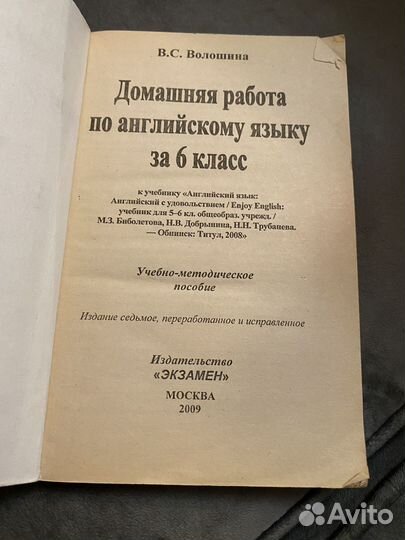 В.С. Волошина
Домашняя работа
по английскому языку
за 6 класс
к учебнику «Английский язык:
Английский с удовольствием / Enjoy English:
учебник для 5–6 кл. общеобраз. учрежд. /
М.З. Биболетова, Н.В. Добрынина, Н.Н. Трубанева.
— Обнинск: Титул, 2008»
Учебно-методическое
пособие
Издание седьмое, переработанное и исправленное
Издательство
«ЭКЗАМЕН»
МОСКВА
2009
Avito